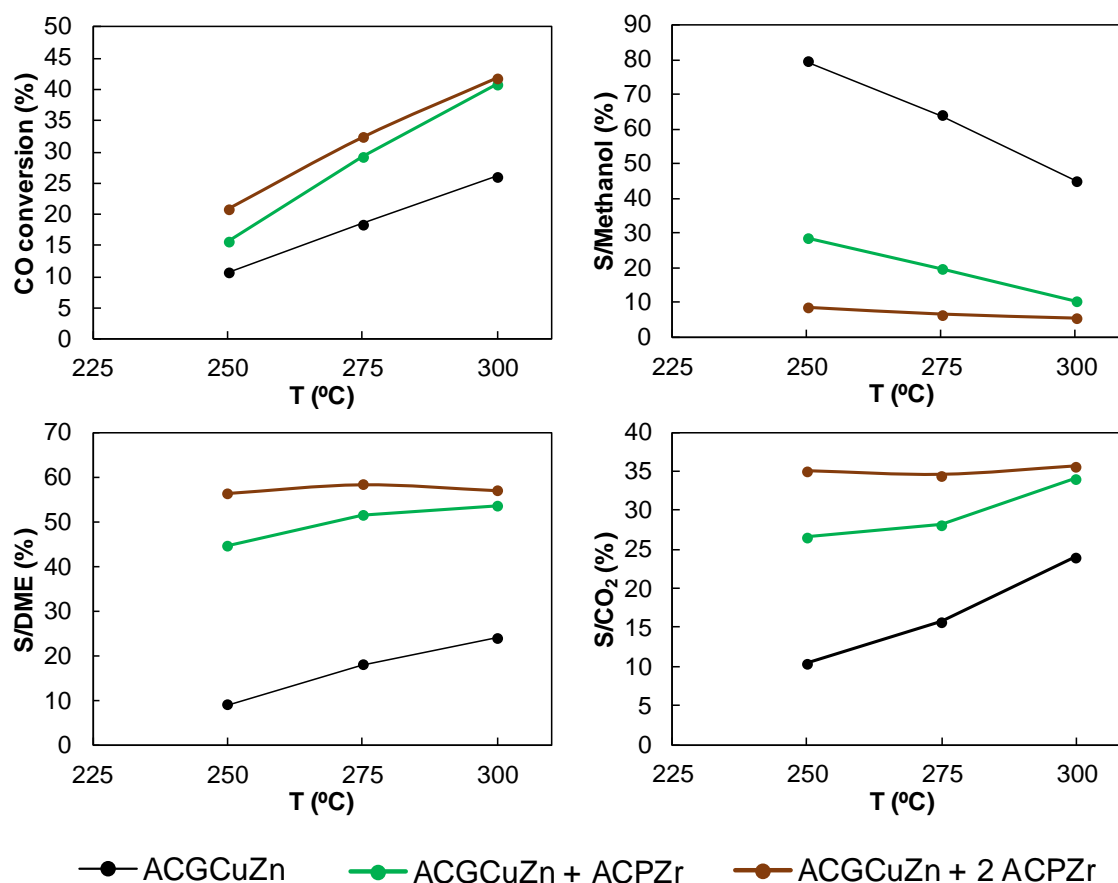 CO conversion (%)
50
45
40
35
30
25
20
15
10
5
0
225 250 275 300
T (ºC)
S/Methanol (%)
90
80
70
60
50
40
30
20
10
0
225 250 275 300
T (ºC)
S/DME (%)
70
60
50
40
30
20
10
0
225 250 275 300
T (ºC)
S/CO₂ (%)
40
35
30
25
20
15
10
5
0
225 250 275 300
T (ºC)
ACGCuZn ACGCuZn + ACPZr ACGCuZn + 2 ACPZr